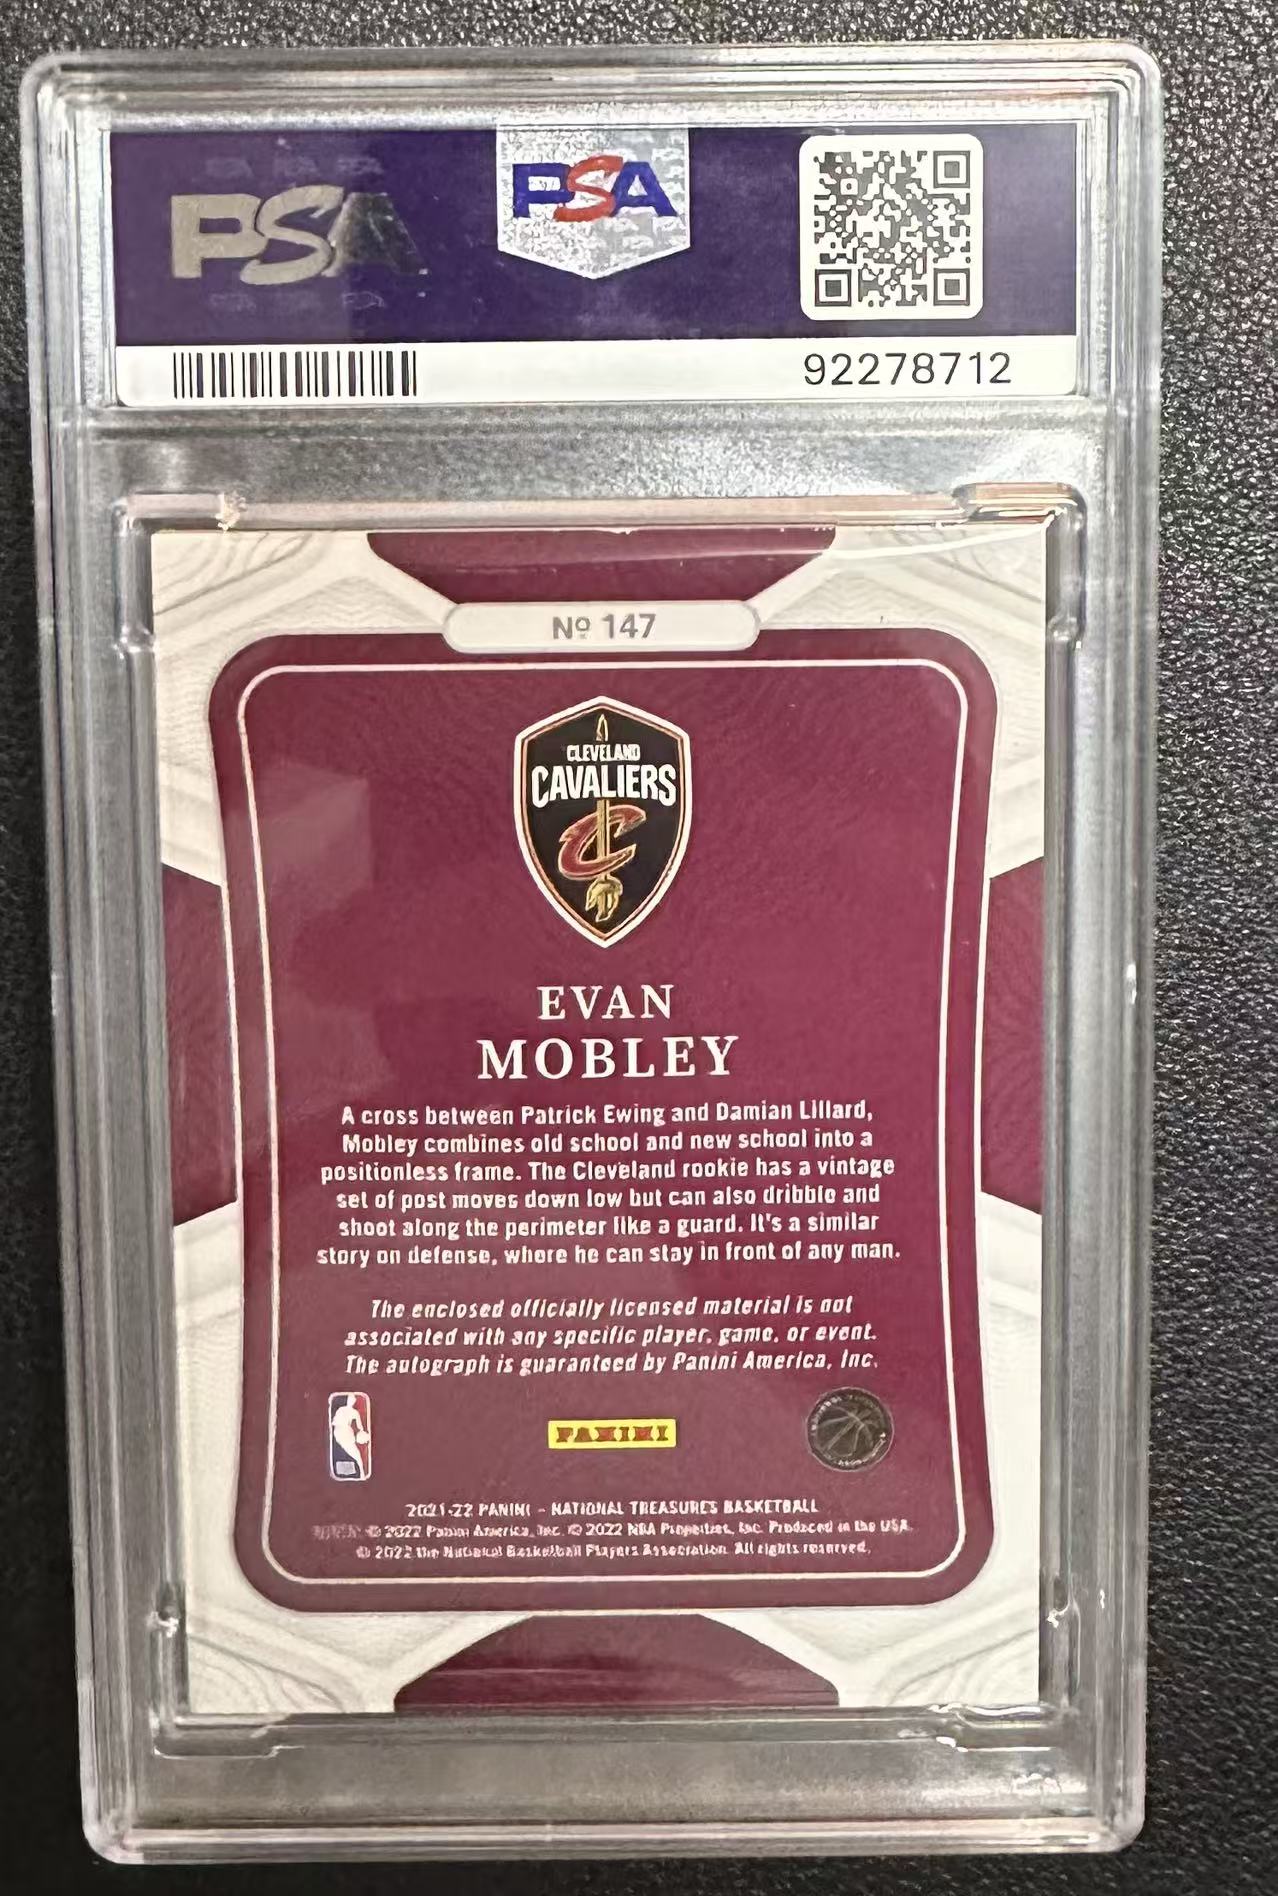 PSA
PSA
92278712
Nº 147
CLEVELAND
CAVALIERS
C
EVAN
MOBLEY
A cross between Patrick Ewing and Damian Lillard,
Mobley combines old school and new school into a
positionless frame. The Cleveland rookie has a vintage
set of post moves down low but can also dribble and
shoot along the perimeter like a guard. It's a similar
story on defense, where he can stay in front of any man.
The enclosed officially licensed material is not
associated with any specific player, game, or event.
The autograph is guaranteed by Panini America, Inc.
PANINI
2021-22 PANINI - NATIONAL TREASURES BASKETBALL
© 2022 Panini America, Inc. © 2022 NBA Properties, Inc. Produced in the USA.
© 2022 the National Basketball Players Association. All rights reserved.